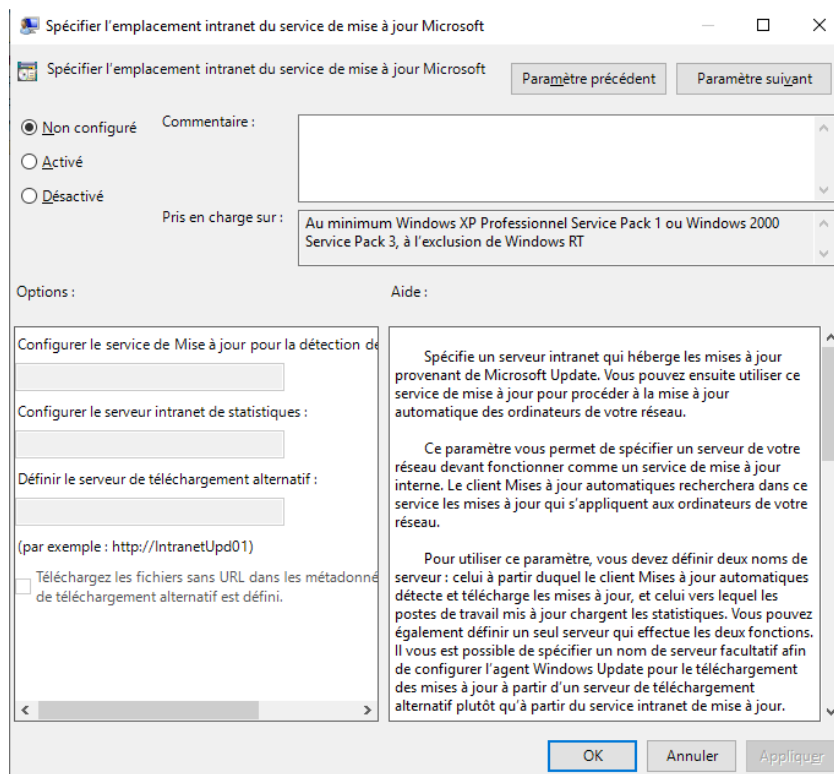 Spécifier l'emplacement intranet du service de mise à jour Microsoft
Spécifier l'emplacement intranet du service de mise à jour Microsoft
Paramètre précédent
Paramètre suivant
Non configuré
Activé
Désactivé
Commentaire :
Pris en charge sur :
Au minimum Windows XP Professionnel Service Pack 1 ou Windows 2000
Service Pack 3, à l'exclusion de Windows RT
Options :
Aide :
Configurer le service de Mise à jour pour la détection de
Configurer le serveur intranet de statistiques :
Définir le serveur de téléchargement alternatif :
(par exemple : http://IntranetUpd01)
Téléchargez les fichiers sans URL dans les métadonné
de téléchargement alternatif est défini.
Spécifie un serveur intranet qui héberge les mises à jour
provenant de Microsoft Update. Vous pouvez ensuite utiliser ce
service de mise à jour pour procéder à la mise à jour
automatique des ordinateurs de votre réseau.
Ce paramètre vous permet de spécifier un serveur de votre
réseau devant fonctionner comme un service de mise à jour
interne. Le client Mises à jour automatiques recherchera dans ce
service les mises à jour qui s'appliquent aux ordinateurs de votre
réseau.
Pour utiliser ce paramètre, vous devez définir deux noms de
serveur : celui à partir duquel le client Mises à jour automatiques
détecte et télécharge les mises à jour, et celui vers lequel les
postes de travail mis à jour chargent les statistiques. Vous pouvez
également définir un seul serveur qui effectue les deux fonctions.
Il vous est possible de spécifier un nom de serveur facultatif afin
de configurer l'agent Windows Update pour le téléchargement
des mises à jour à partir d'un serveur de téléchargement
alternatif plutôt qu'à partir du service intranet de mise à jour.
OK
Annuler
Appliquer